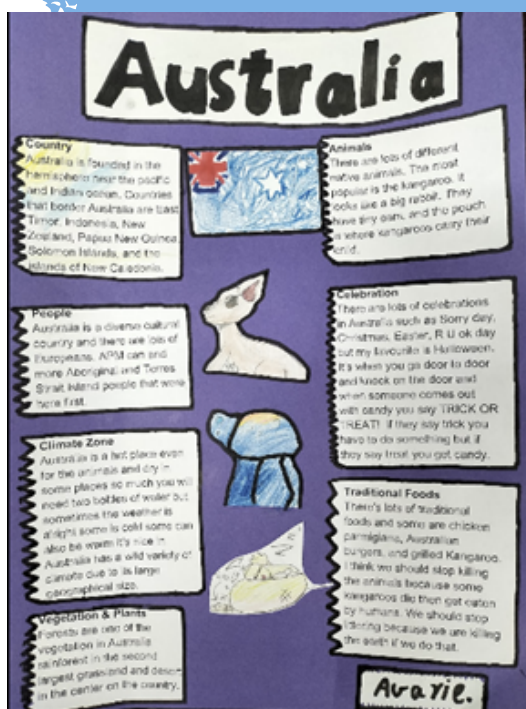 Australia
Country
Australia is founded in the
hemisphere near the pacific
and Indian ocean. Countries
that border Australia are East
Timor, Indonesia, New
Zealand, Papua New Guinea,
Solomon Islands, and the
islands of New Caledonia.
People
Australia is a diverse cultural
country and there are lots of
Europeans, can and
more Aboriginal and Torres
Strait Island people that were
here first.
Climate Zone
Australia is a hot place even
for the animals and dry in
some places so much you will
need two bottles of water but
sometimes the weather is
alright some is cold some can
also be warm it's nice in
Australia has a wild variety of
climate due to its large
geographical size.
Vegetation & Plants
Forests are one of the
vegetation in Australia
rainforest in the second
largest grassland and desert
in the center on the country.
Animals
There are lots of different
native animals. The most
popular is the kangaroo. It
looks like a big rabbit. They
have tiny ears, and the pouch
is where kangaroos carry their
child.
Celebration
There are lots of celebrations
in Australia such as Sorry day,
Christmas, Easter, R U ok day
but my favourite is Halloween.
It's when you go door to door
and knock on the door and
when someone comes out
with candy you say TRICK OR
TREAT! if they say trick you
have to do something but if
they say treat you get candy.
Traditional Foods
There's lots of traditional
foods and some are chicken
parmigiana, Australian
burgers, and grilled Kangaroo.
I think we should stop killing
the animals because some
kangaroos die then get eaten
by humans. We should stop
littering because we are killing
the earth if we do that.
Avarie.